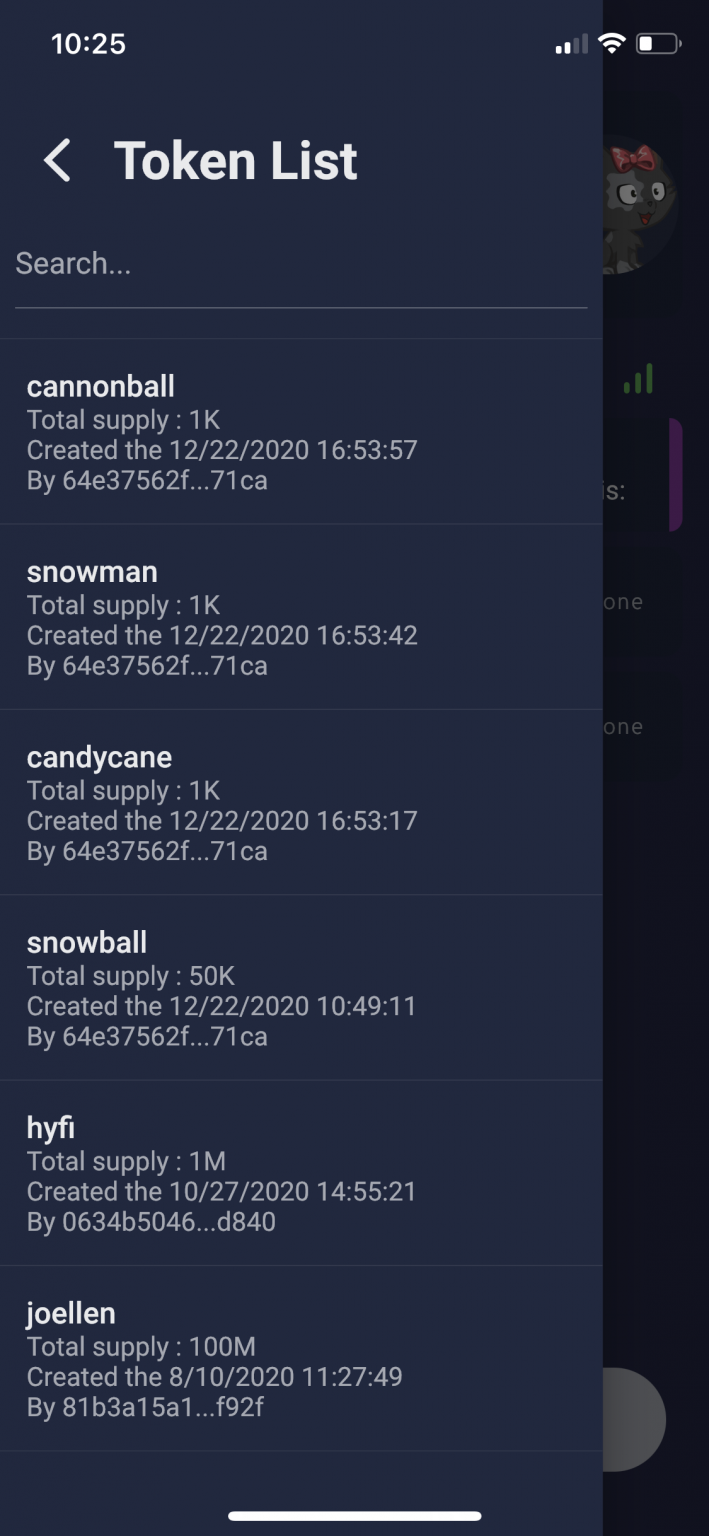 10:25
Token List
Search...
cannonball
Total supply : 1K
Created the 12/22/2020 16:53:57
By 64e37562f...71ca
is:
snowman
Total supply : 1K
Created the 12/22/2020 16:53:42
By 64e37562f...71ca
one
candycane
Total supply : 1K
Created the 12/22/2020 16:53:17
By 64e37562f...71ca
one
snowball
Total supply : 50K
Created the 12/22/2020 10:49:11
By 64e37562f...71ca
hyfi
Total supply : 1M
Created the 10/27/2020 14:55:21
By 0634b5046...d840
joellen
Total supply : 100M
Created the 8/10/2020 11:27:49
By 81b3a15a1...f92f